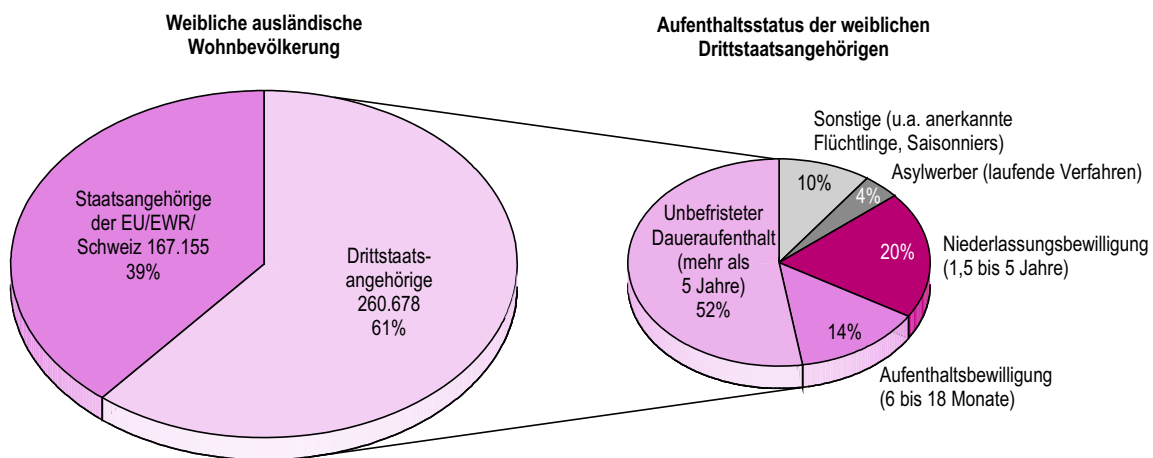 Weibliche ausländische
Wohnbevölkerung
Staatsangehörige
der EU/EWR/
Schweiz 167.155
39%
Drittstaats-
angehörige
260.678
61%
Aufenthaltsstatus der weiblichen
Drittstaatsangehörigen
Sonstige (u.a. anerkannte
Flüchtlinge, Saisonniers)
10%
Asylwerber (laufende Verfahren)
4%
Unbefristeter
Daueraufenthalt
(mehr als
5 Jahre)
52%
20%
Niederlassungsbewilligung
(1,5 bis 5 Jahre)
14%
Aufenthaltsbewilligung
(6 bis 18 Monate)